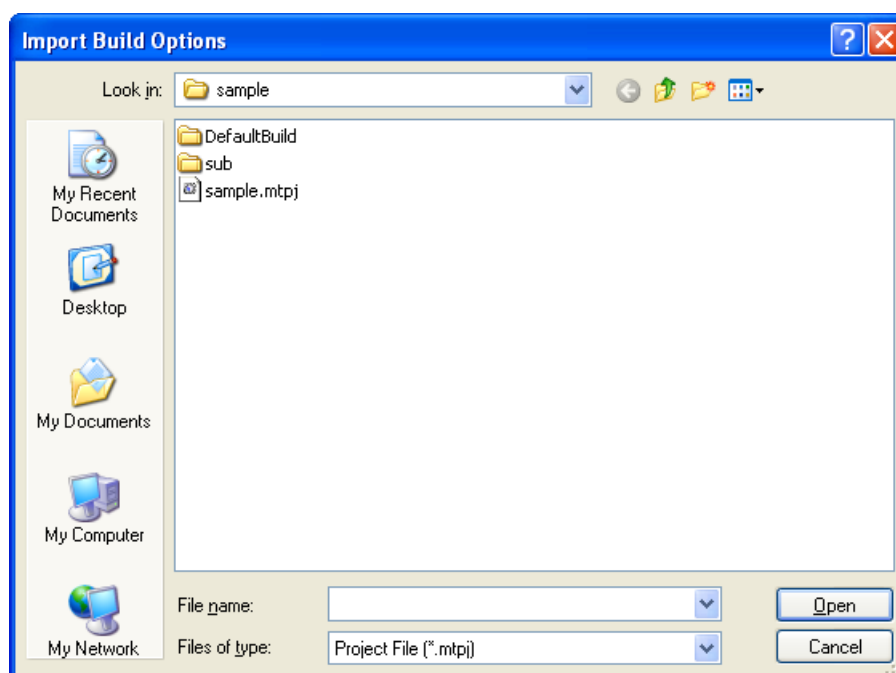 Import Build Options
Look in: sample
DefaultBuild
sub
sample.mtpj
My Recent
Documents
Desktop
My Documents
My Computer
My Network
File name:
Open
Files of type: Project File (*.mtpj)
Cancel